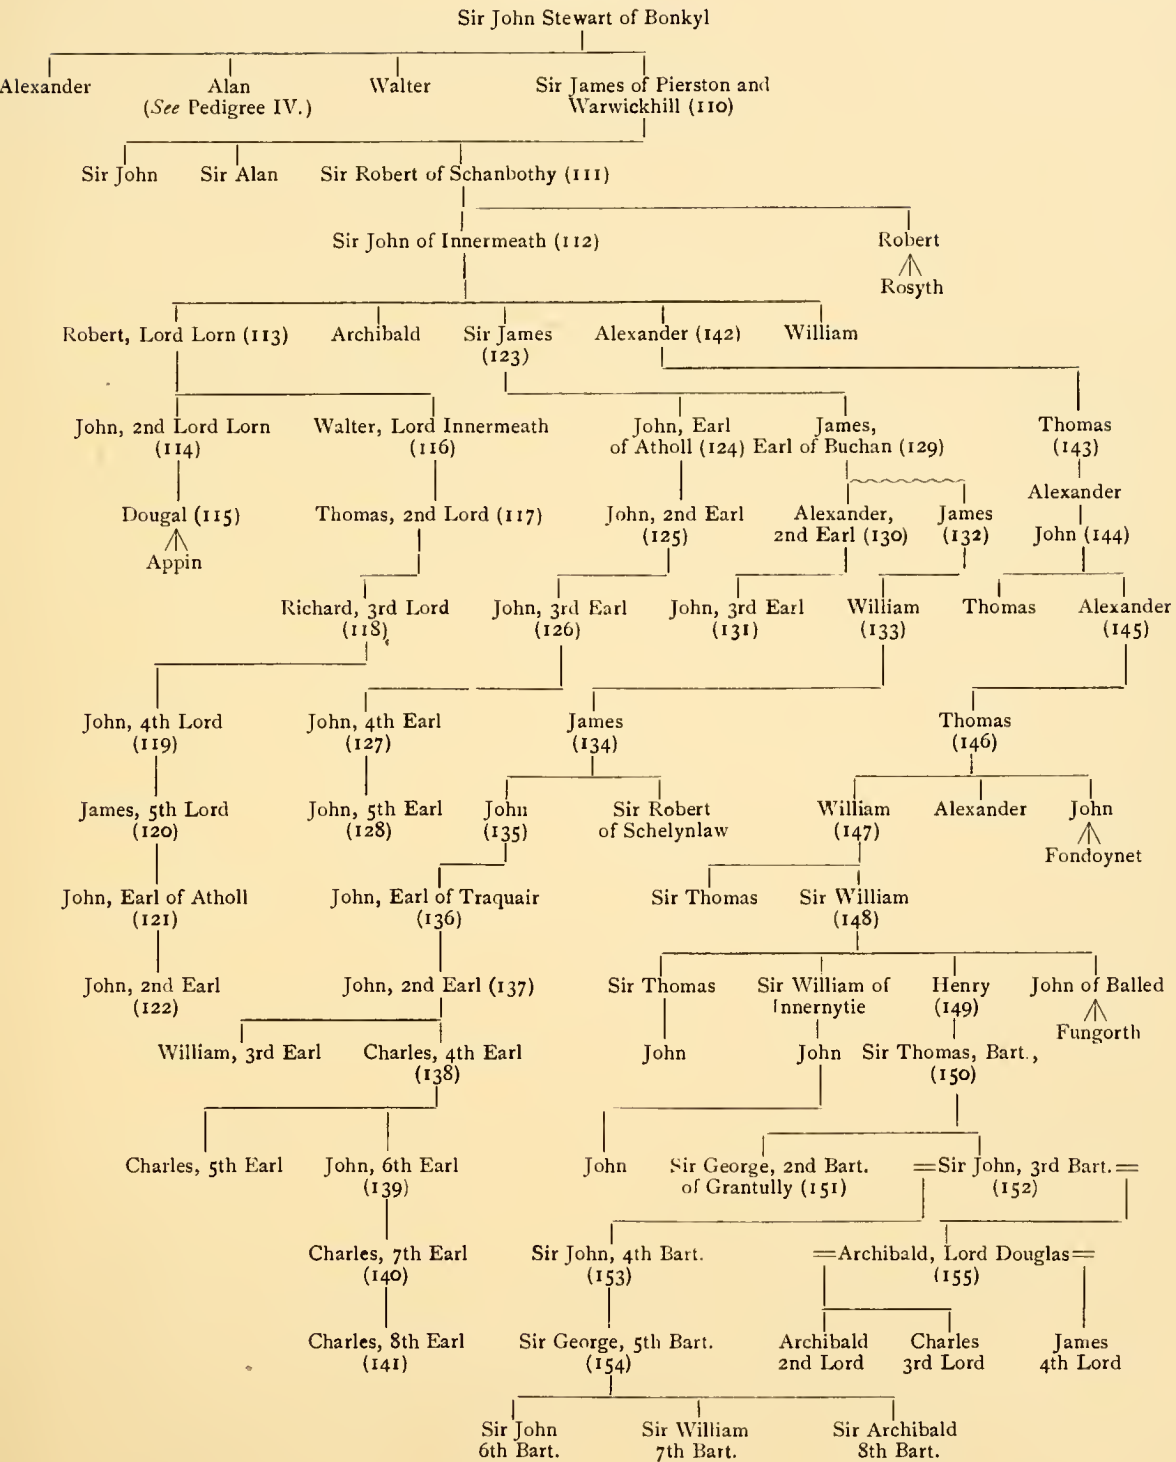 Sir John Stewart of Bonkyl
Alexander
Alan
(See Pedigree IV.)
Walter
Sir James of Pierston and
Warwickhill (110)
Sir John
Sir Alan
Sir Robert of Schanbothy (111)
Sir John of Innermeath (112)
Robert
Rosyth
Robert, Lord Lorn (113)
Archibald
Sir James
(123)
Alexander (142)
William
John, 2nd Lord Lorn
(114)
Walter, Lord Innermeath
(116)
John, Earl
of Atholl (124)
James,
Earl of Buchan (129)
Thomas
(143)
Alexander
Dougal (115)
Appin
Thomas, 2nd Lord (117)
John, 2nd Earl
(125)
Alexander,
2nd Earl (130)
James
(132)
John (144)
Richard, 3rd Lord
(118)
John, 3rd Earl
(126)
John, 3rd Earl
(131)
William
(133)
Thomas
Alexander
(145)
John, 4th Lord
(119)
John, 4th Earl
(127)
James
(134)
Thomas
(146)
James, 5th Lord
(120)
John, 5th Earl
(128)
John
(135)
Sir Robert
of Schelynlaw
William
(147)
Alexander
John
Fondoynet
John, Earl of Atholl
(121)
John, Earl of Traquair
(136)
Sir Thomas
Sir William
(148)
John, 2nd Earl
(122)
John, 2nd Earl (137)
Sir Thomas
Sir William of
Innernytie
Henry
(149)
John of Balled
Fungorth
William, 3rd Earl
Charles, 4th Earl
(138)
John
John
Sir Thomas, Bart.,
(150)
Charles, 5th Earl
John, 6th Earl
(139)
John
Sir George, 2nd Bart.
of Grantully (151)
=Sir John, 3rd Bart.=
(152)
Charles, 7th Earl
(140)
Sir John, 4th Bart.
(153)
=Archibald, Lord Douglas=
(155)
Charles, 8th Earl
(141)
Sir George, 5th Bart.
(154)
Archibald
2nd Lord
Charles
3rd Lord
James
4th Lord
Sir John
6th Bart.
Sir William
7th Bart.
Sir Archibald
8th Bart.